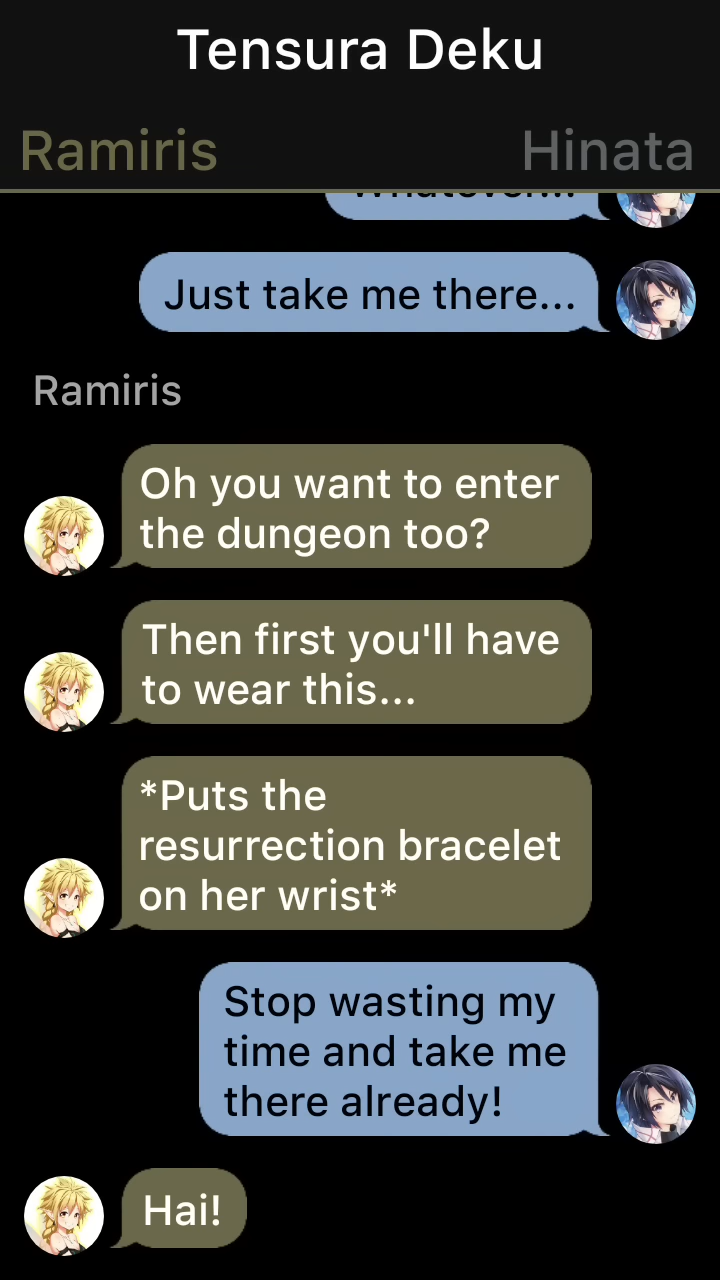 Tensura Deku
Ramiris
Hinata
Whatever...
Just take me there...
Ramiris
Oh you want to enter
the dungeon too?
Then first you'll have
to wear this...
*Puts the
resurrection bracelet
on her wrist*
Stop wasting my
time and take me
there already!
Hai!